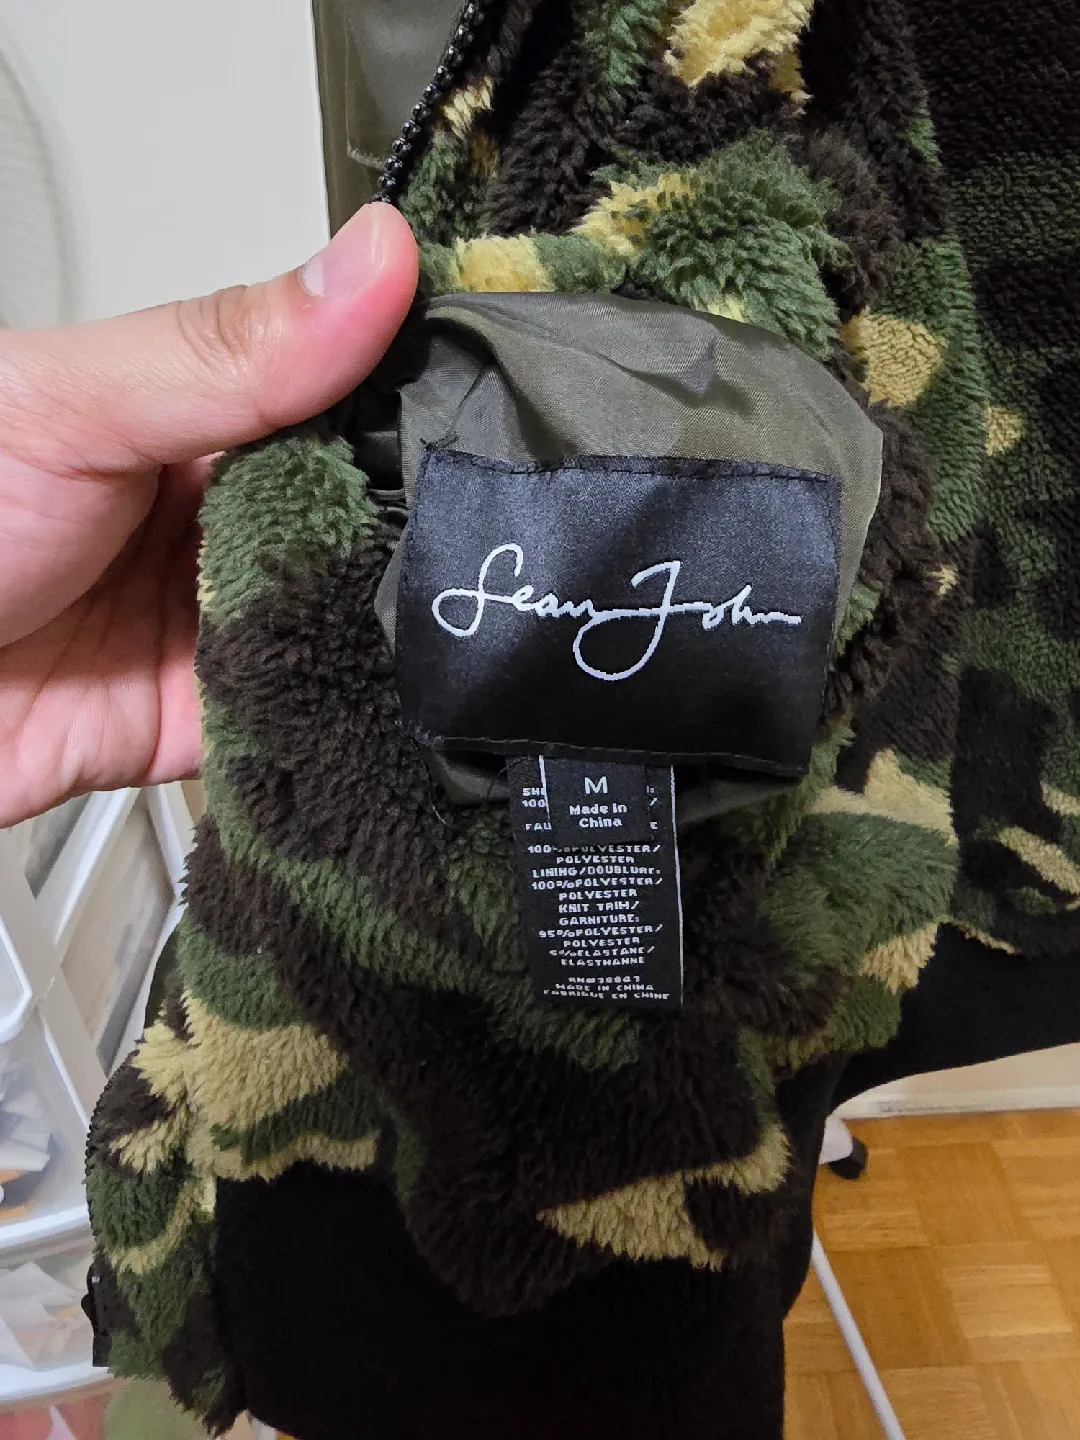 Sean John
M
Made in
China
100%POLYESTER/
POLYESTER
LINING/DOUBLURE:
100%POLYESTER/
POLYESTER
KNIT TRIM/
GARNITURE:
95%POLYESTER/
POLYESTER
5%ELASTANE/
ELASTHANNE
MADE IN CHINA
FABRIQUE EN CHINE